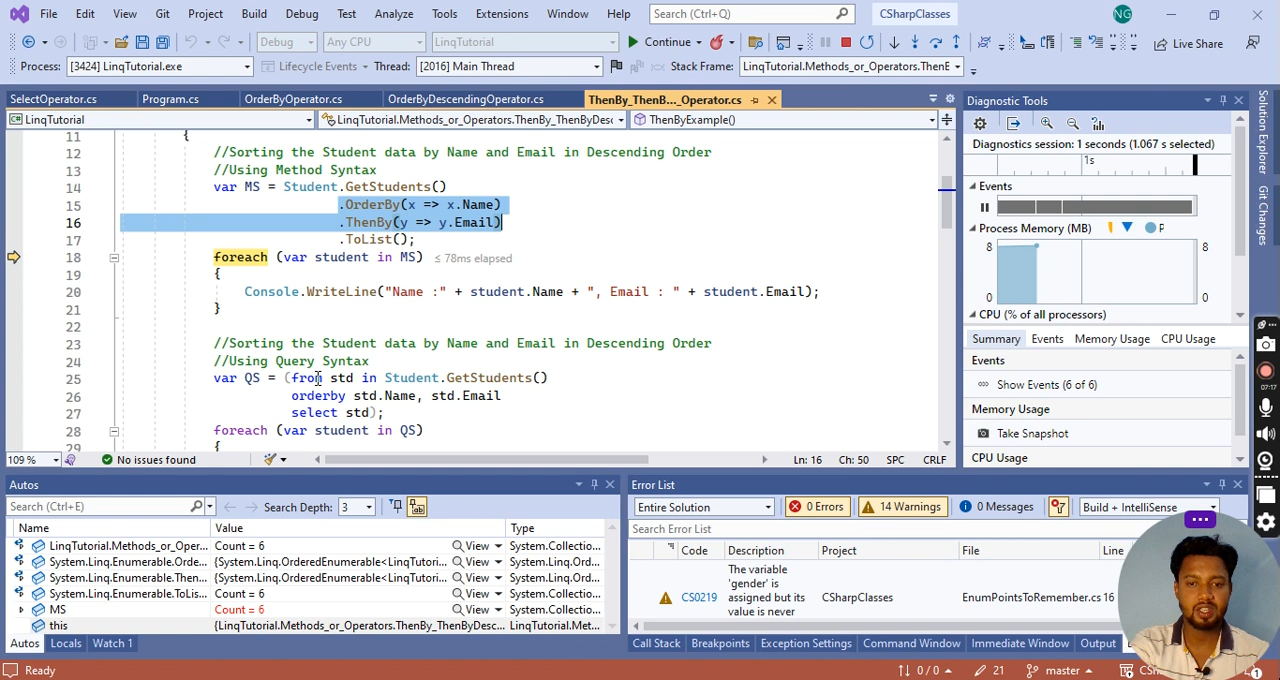 File Edit View Git Project Build Debug Test Analyze Tools Extensions Window Help Search (Ctrl+Q) CSharpClasses NG
Debug Any CPU LinqTutorial Continue Live Share
Process: [3424] LinqTutorial.exe Lifecycle Events Thread: [2016] Main Thread Stack Frame: LinqTutorial.Methods_or_Operators.ThenBy_ThenE
SelectOperator.cs Program.cs OrderByOperator.cs OrderByDescendingOperator.cs ThenBy_ThenB..._Operator.cs
LinqTutorial LinqTutorial.Methods_or_Operators.ThenBy_ThenByDesc ThenByExample()
11 {
12 //Sorting the Student data by Name and Email in Descending Order
13 //Using Method Syntax
14 var MS = Student.GetStudents()
15 .OrderBy(x => x.Name)
16 .ThenBy(y => y.Email)
17 .ToList();
18 foreach (var student in MS) ≤ 78ms elapsed
19 {
20 Console.WriteLine("Name :" + student.Name + ", Email : " + student.Email);
21 }
22
23 //Sorting the Student data by Name and Email in Descending Order
24 //Using Query Syntax
25 var QS = (from std in Student.GetStudents()
26 orderby std.Name, std.Email
27 select std);
28 foreach (var student in QS)
29 {
109 % No issues found Ln: 16 Ch: 50 SPC CRLF
Diagnostic Tools
Diagnostics session: 1 seconds (1.067 s selected)
1s
Events
Process Memory (MB) P
8 8
0 0
CPU (% of all processors)
Summary Events Memory Usage CPU Usage
Events
Show Events (6 of 6)
Memory Usage
Take Snapshot
CPU Usage
Solution Explorer
Git Changes
07:17
Autos
Search (Ctrl+E) Search Depth: 3
Name Value Type
LinqTutorial.Methods_or_Oper... Count = 6 View System.Collectio...
System.Linq.Enumerable.Orde... {System.Linq.OrderedEnumerable<LinqTutori... View System.Linq.Ord...
System.Linq.Enumerable.Then... {System.Linq.OrderedEnumerable<LinqTutori... View System.Linq.Ord...
System.Linq.Enumerable.ToLis... Count = 6 View System.Collectio...
MS Count = 6 View System.Collectio...
this {LinqTutorial.Methods_or_Operators.ThenBy_ThenByDesc... LinqTutorial.Met...
Autos Locals Watch 1
Error List
Entire Solution 0 Errors 14 Warnings 0 Messages Build + IntelliSense
Search Error List
Code Description Project File Line
CS0219 The variable 'gender' is assigned but its value is never CSharpClasses EnumPointsToRemember.cs 16
Call Stack Breakpoints Exception Settings Command Window Immediate Window Output
Ready 0 / 0 21 master CS 1